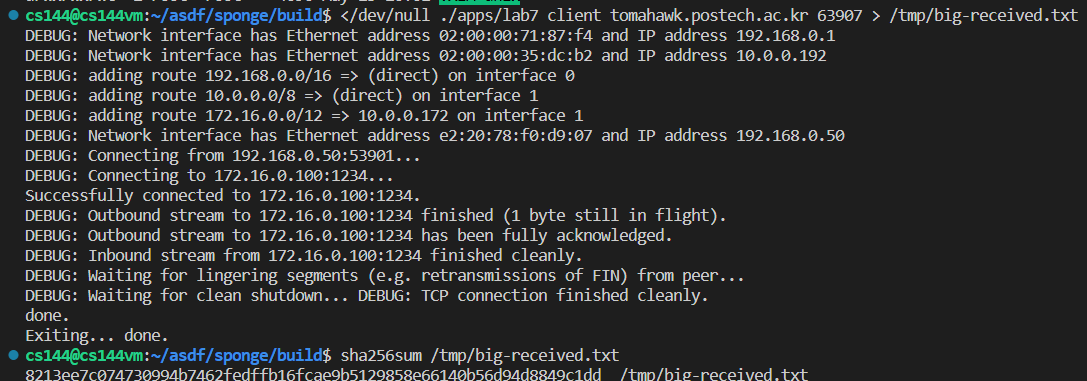 cs144@cs144vm:~/asdf/sponge/build$ </dev/null ./apps/lab7 client tomahawk.postech.ac.kr 63907 > /tmp/big-received.txt
DEBUG: Network interface has Ethernet address 02:00:00:71:87:f4 and IP address 192.168.0.1
DEBUG: Network interface has Ethernet address 02:00:00:35:dc:b2 and IP address 10.0.0.192
DEBUG: adding route 192.168.0.0/16 => (direct) on interface 0
DEBUG: adding route 10.0.0.0/8 => (direct) on interface 1
DEBUG: adding route 172.16.0.0/12 => 10.0.0.172 on interface 1
DEBUG: Network interface has Ethernet address e2:20:78:f0:d9:07 and IP address 192.168.0.50
DEBUG: Connecting from 192.168.0.50:53901...
DEBUG: Connecting to 172.16.0.100:1234...
Successfully connected to 172.16.0.100:1234.
DEBUG: Outbound stream to 172.16.0.100:1234 finished (1 byte still in flight).
DEBUG: Outbound stream to 172.16.0.100:1234 has been fully acknowledged.
DEBUG: Inbound stream from 172.16.0.100:1234 finished cleanly.
DEBUG: Waiting for lingering segments (e.g. retransmissions of FIN) from peer...
DEBUG: Waiting for clean shutdown... DEBUG: TCP connection finished cleanly.
done.
Exiting... done.
cs144@cs144vm:~/asdf/sponge/build$ sha256sum /tmp/big-received.txt
8213ee7c074730994b7462fedffb16fcae9b5129858e66140b56d94d8849c1dd  /tmp/big-received.txt